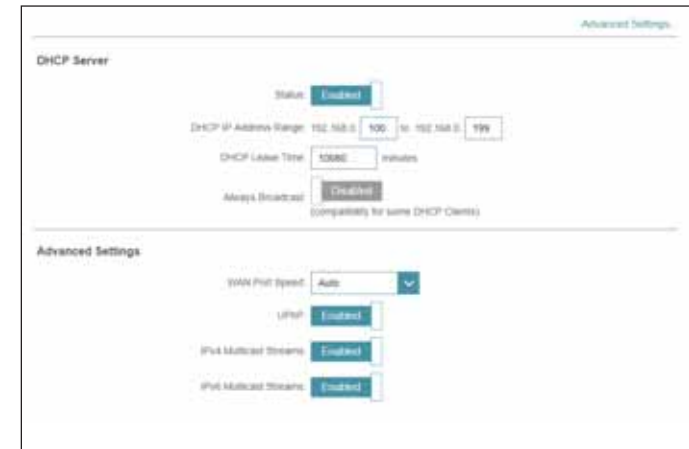 Advanced Settings...
DHCP Server
Status: Enabled
DHCP IP Address Range: 192.168.0. 100 to 192.168.0. 199
DHCP Lease Time: 10080 minutes
Always Broadcast: Disabled
(compatibility for some DHCP Clients)
Advanced Settings
WAN Port Speed: Auto
UPnP: Enabled
IPv4 Multicast Streams: Enabled
IPv6 Multicast Streams: Enabled